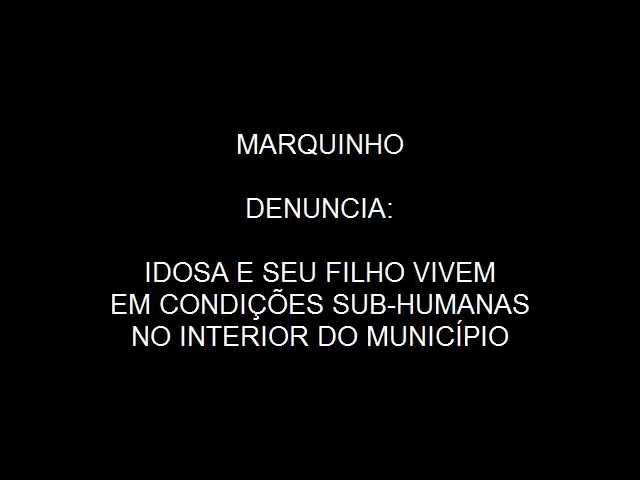 MARQUINHO
DENUNCIA:
IDOSA E SEU FILHO VIVEM
EM CONDIÇÕES SUB-HUMANAS
NO INTERIOR DO MUNICÍPIO